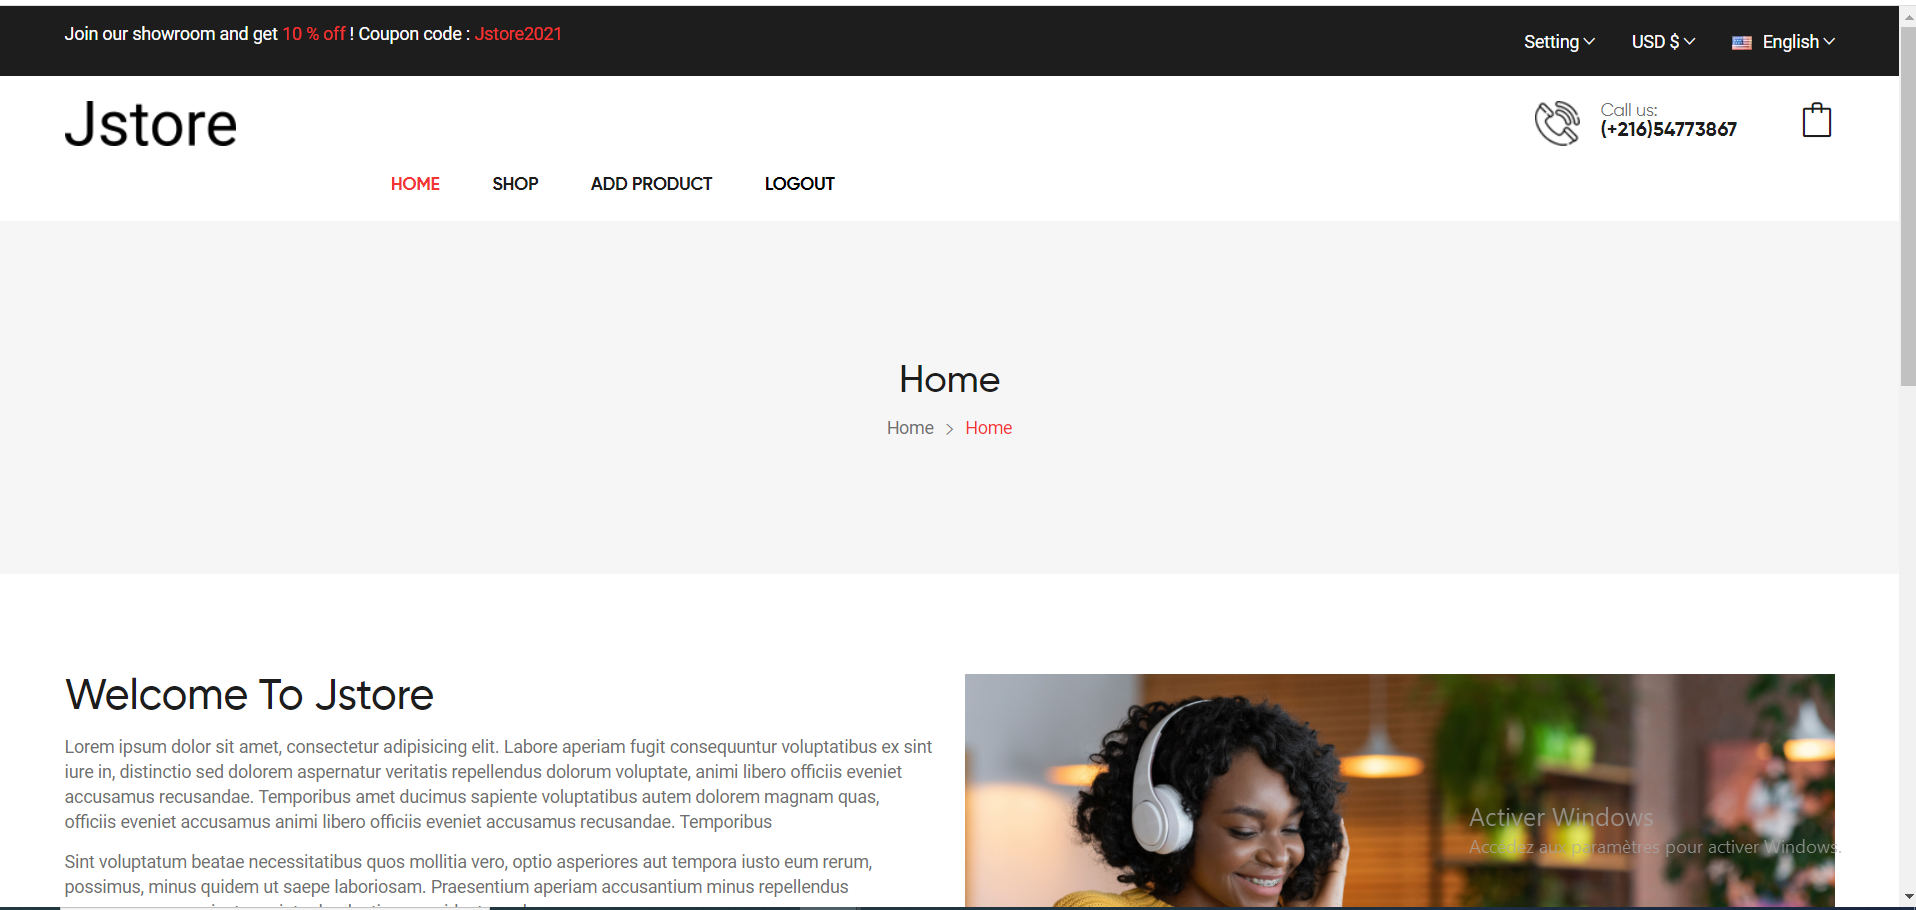 Join our showroom and get 10 % off ! Coupon code : Jstore2021
Setting
USD $
English
Jstore
Call us:
(+216)54773867
HOME
SHOP
ADD PRODUCT
LOGOUT
Home
Home > Home
Welcome To Jstore
Lorem ipsum dolor sit amet, consectetur adipisicing elit. Labore aperiam fugit consequuntur voluptatibus ex sint
iure in, distinctio sed dolorem aspernatur veritatis repellendus dolorum voluptate, animi libero officiis eveniet
accusamus recusandae. Temporibus amet ducimus sapiente voluptatibus autem dolorem magnam quas,
officiis eveniet accusamus animi libero officiis eveniet accusamus recusandae. Temporibus
Sint voluptatum beatae necessitatibus quos mollitia vero, optio asperiores aut tempora iusto eum rerum,
possimus, minus quidem ut saepe laboriosam. Praesentium aperiam accusantium minus repellendus
Activer Windows
Accédez aux paramètres pour activer Windows.